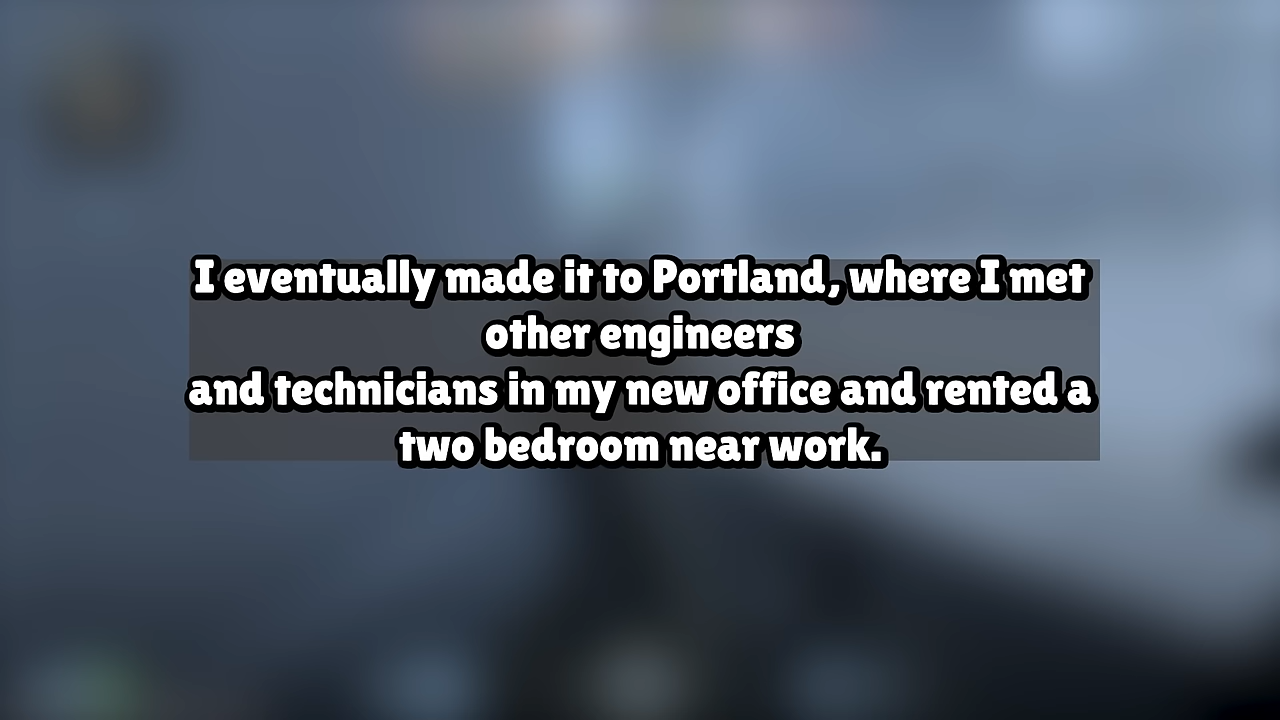 I eventually made it to Portland, where I met
other engineers
and technicians in my new office and rented a
two bedroom near work.